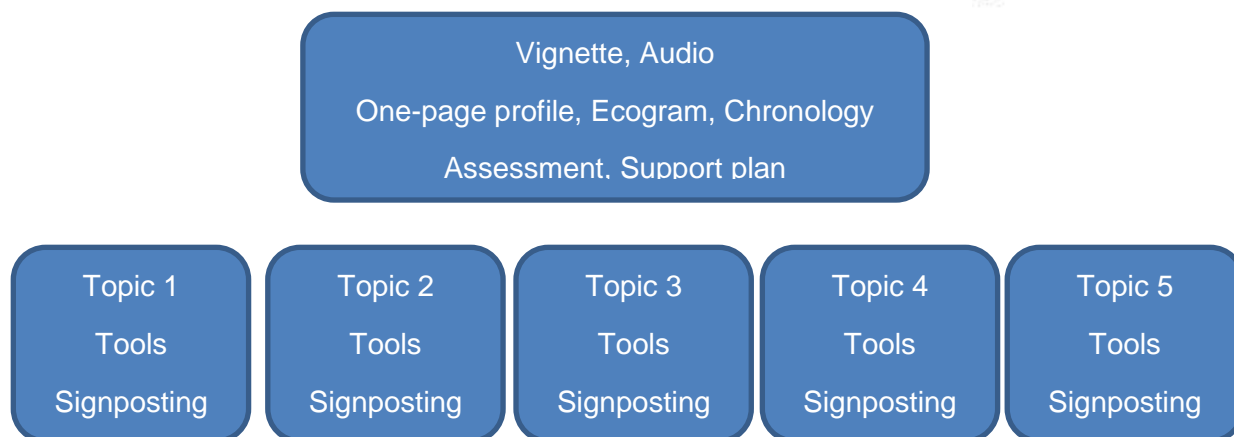 Vignette, Audio
One-page profile, Ecogram, Chronology
Assessment, Support plan
Topic 1
Tools
Signposting
Topic 2
Tools
Signposting
Topic 3
Tools
Signposting
Topic 4
Tools
Signposting
Topic 5
Tools
Signposting